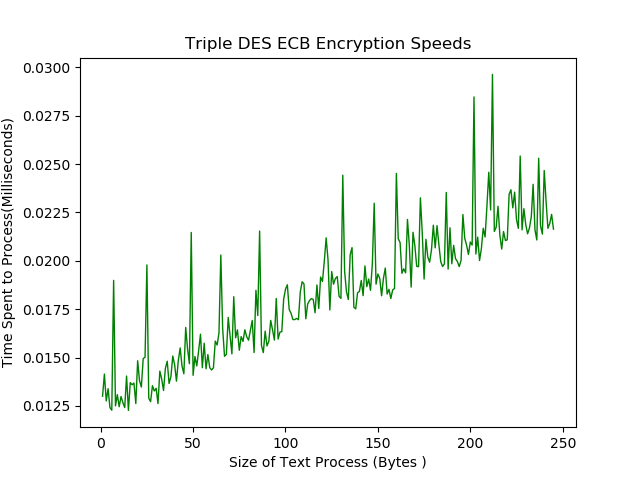 Triple DES ECB Encryption Speeds
0.0300
0.0275
0.0250
0.0225
0.0200
0.0175
0.0150
0.0125
Time Spent to Process(Milliseconds)
0 50 100 150 200 250
Size of Text Process (Bytes )